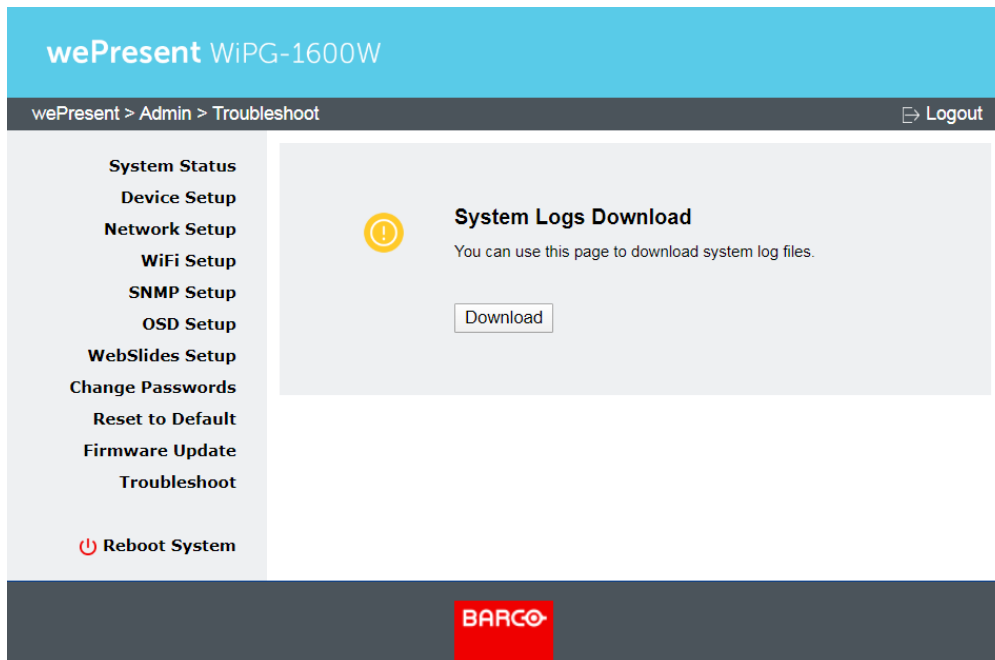 wePresent WiPG-1600W
wePresent > Admin > Troubleshoot
Logout
System Status
Device Setup
Network Setup
WiFi Setup
SNMP Setup
OSD Setup
WebSlides Setup
Change Passwords
Reset to Default
Firmware Update
Troubleshoot
Reboot System
System Logs Download
You can use this page to download system log files.
Download
BARCO